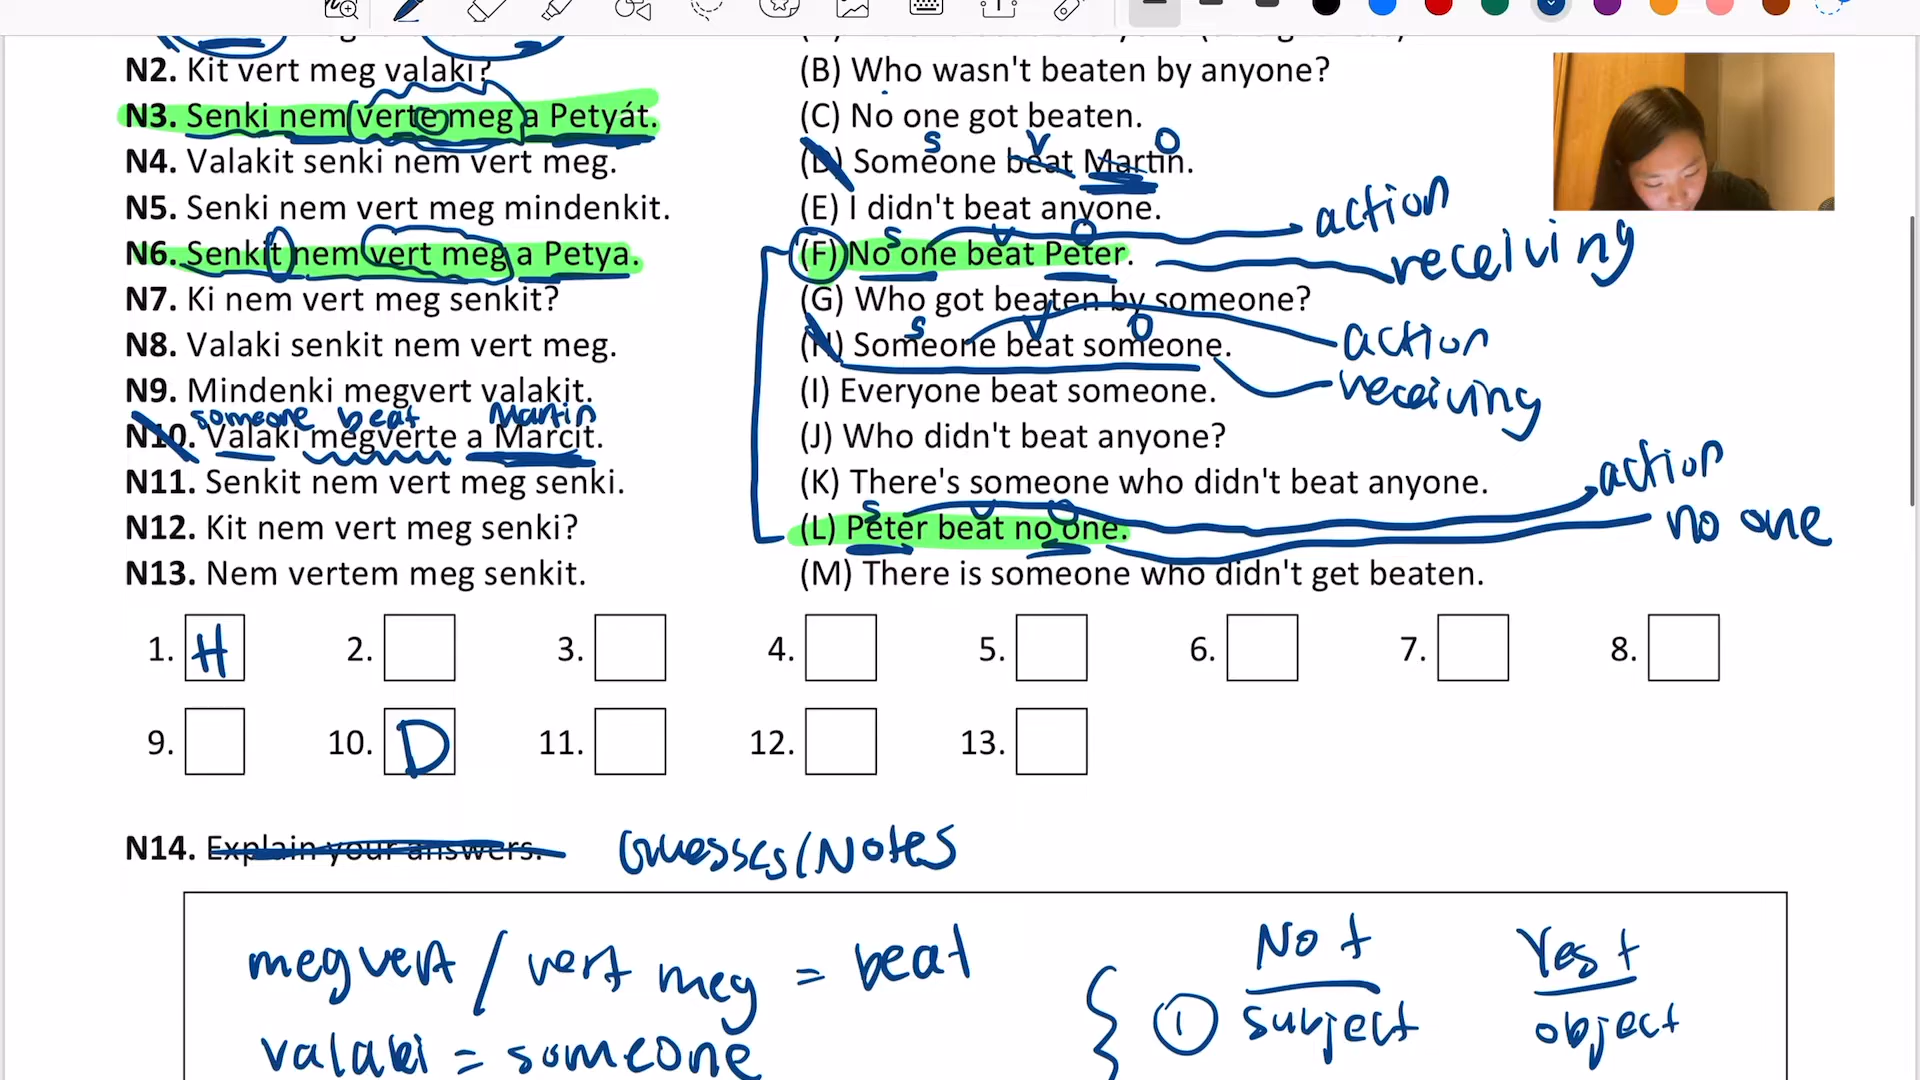 N2. Kit vert meg valaki?
N3. Senki nem verte meg a Petyát.
N4. Valakit senki nem vert meg.
N5. Senki nem vert meg mindenkit.
N6. Senkit nem vert meg a Petya.
N7. Ki nem vert meg senkit?
N8. Valaki senkit nem vert meg.
N9. Mindenki megvert valakit.
someone beat Martin
N10. Valaki megverte a Marcit.
N11. Senkit nem vert meg senki.
N12. Kit nem vert meg senki?
N13. Nem vertem meg senkit.
(B) Who wasn't beaten by anyone?
(C) No one got beaten.
S V O
(D) Someone beat Martin.
(E) I didn't beat anyone.
action
S V O
(F) No one beat Peter.
receiving
(G) Who got beaten by someone?
S V O
(H) Someone beat someone.
action
receiving
(I) Everyone beat someone.
(J) Who didn't beat anyone?
(K) There's someone who didn't beat anyone.
action
S V O
(L) Peter beat no one.
no one
(M) There is someone who didn't get beaten.
1. H 2. 3. 4. 5. 6. 7. 8.
9. 10. D 11. 12. 13.
N14. Explain your answers. Guesses/Notes
megvert / vert meg = beat
valaki = someone
No t Yes t
1 subject object